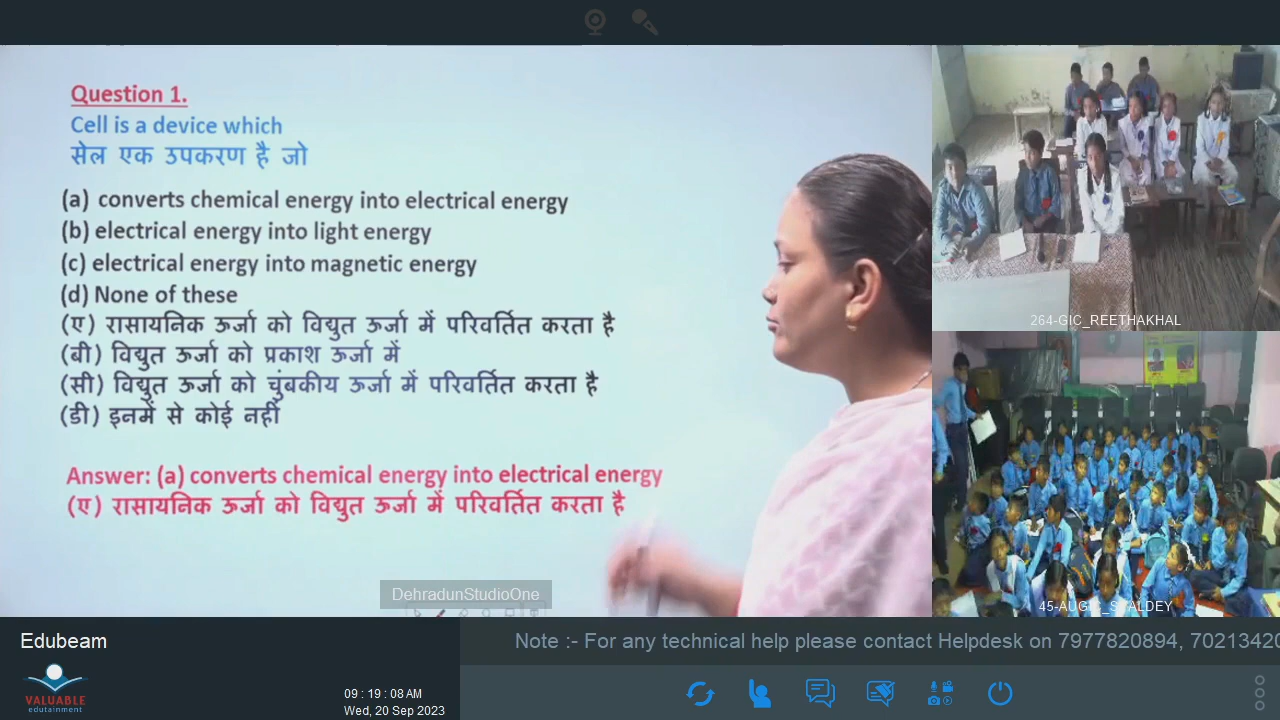 Question 1.
Cell is a device which
सेल एक उपकरण है जो
(a) converts chemical energy into electrical energy
(b) electrical energy into light energy
(c) electrical energy into magnetic energy
(d) None of these
(ए) रासायनिक ऊर्जा को विद्युत ऊर्जा में परिवर्तित करता है
(बी) विद्युत ऊर्जा को प्रकाश ऊर्जा में
(सी) विद्युत ऊर्जा को चुंबकीय ऊर्जा में परिवर्तित करता है
(डी) इनमें से कोई नहीं
Answer: (a) converts chemical energy into electrical energy
(ए) रासायनिक ऊर्जा को विद्युत ऊर्जा में परिवर्तित करता है
DehradunStudioOne
264-GIC_REETHAKHAL
Edubeam
Note :- For any technical help please contact Helpdesk on 7977820894, 70213420
VALUABLE
edutainment
09 : 19 : 08 AM
Wed, 20 Sep 2023